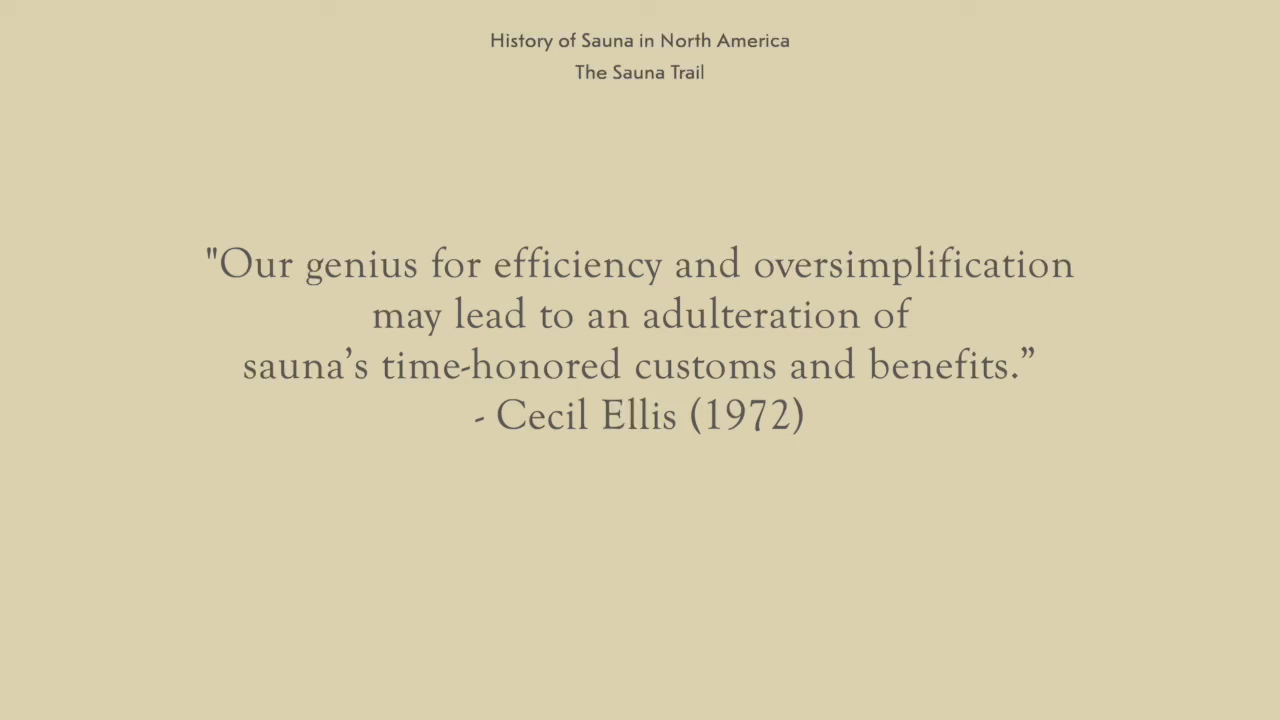 History of Sauna in North America
The Sauna Trail
"Our genius for efficiency and oversimplification
may lead to an adulteration of
sauna’s time-honored customs and benefits.”
- Cecil Ellis (1972)